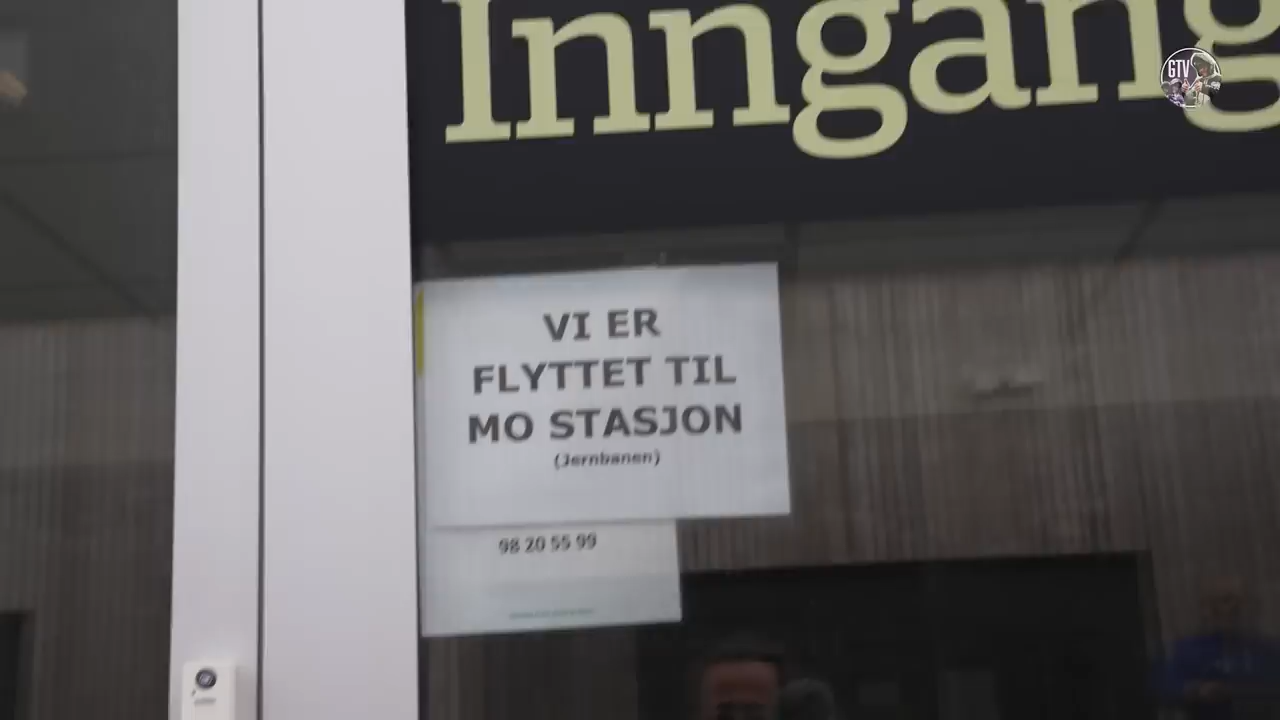 Inngang
GTV
VI ER
FLYTTET TIL
MO STASJON
(Jernbanen)
98 20 55 99